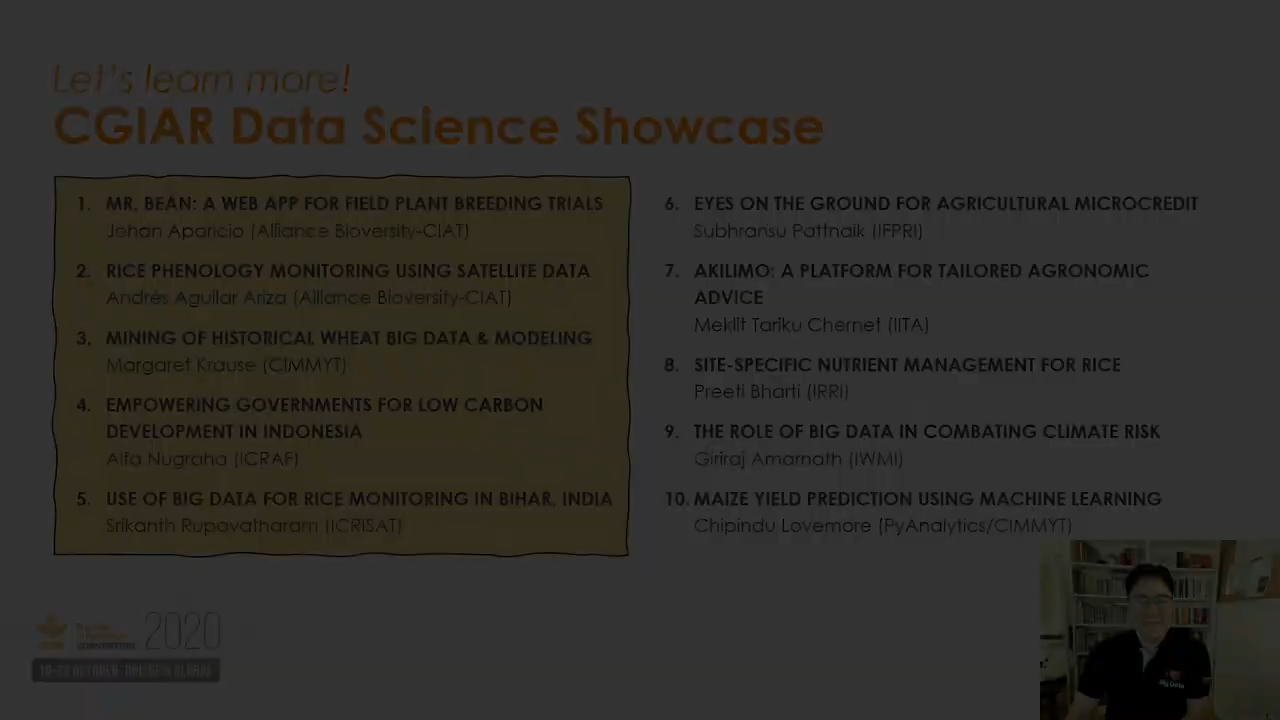 Let's learn more!
CGIAR Data Science Showcase
1. MR. BEAN: A WEB APP FOR FIELD PLANT BREEDING TRIALS
Johan Aparicio (Alliance Bioversity-CIAT)
2. RICE PHENOLOGY MONITORING USING SATELLITE DATA
Andrés Aguilar Ariza (Alliance Bioversity-CIAT)
3. MINING OF HISTORICAL WHEAT BIG DATA & MODELING
Margaret Krause (CIMMYT)
4. EMPOWERING GOVERNMENTS FOR LOW CARBON
DEVELOPMENT IN INDONESIA
Alfa Nugraha (ICRAF)
5. USE OF BIG DATA FOR RICE MONITORING IN BIHAR, INDIA
Srikanth Rupavatharam (ICRISAT)
6. EYES ON THE GROUND FOR AGRICULTURAL MICROCREDIT
Subhransu Pattnaik (IFPRI)
7. AKILIMO: A PLATFORM FOR TAILORED AGRONOMIC
ADVICE
Meklit Tariku Chernet (IITA)
8. SITE-SPECIFIC NUTRIENT MANAGEMENT FOR RICE
Preeti Bharti (IRRI)
9. THE ROLE OF BIG DATA IN COMBATING CLIMATE RISK
Giriraj Amarnath (IWMI)
10. MAIZE YIELD PREDICTION USING MACHINE LEARNING
Chipindu Lovemore (PyAnalytics/CIMMYT)
2020
Big Data